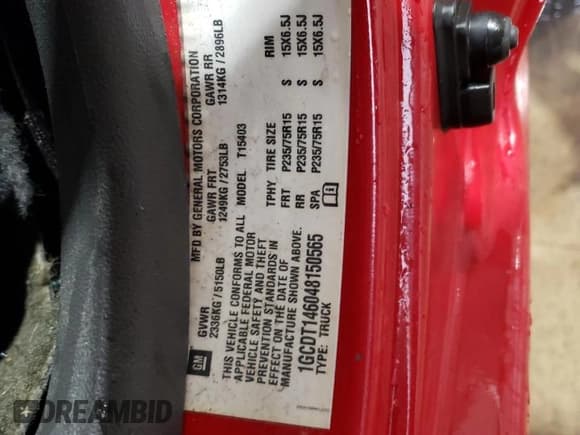 GM
MFD BY GENERAL MOTORS CORPORATION
GVWR GAWR FRT GAWR RR
2336KG / 5150LB 1249KG / 2753LB 1314KG / 2896LB
THIS VEHICLE CONFORMS TO ALL
APPLICABLE FEDERAL MOTOR
VEHICLE SAFETY AND THEFT
PREVENTION STANDARDS IN
EFFECT ON THE DATE OF
MANUFACTURE SHOWN ABOVE.
1GCDT146048150565
TYPE: TRUCK
MODEL T15403
TPHY TIRE SIZE RIM
FRT P235/75R15 S 15X6.5J
RR P235/75R15 S 15X6.5J
SPA P235/75R15 S 15X6.5J
DREAMBID